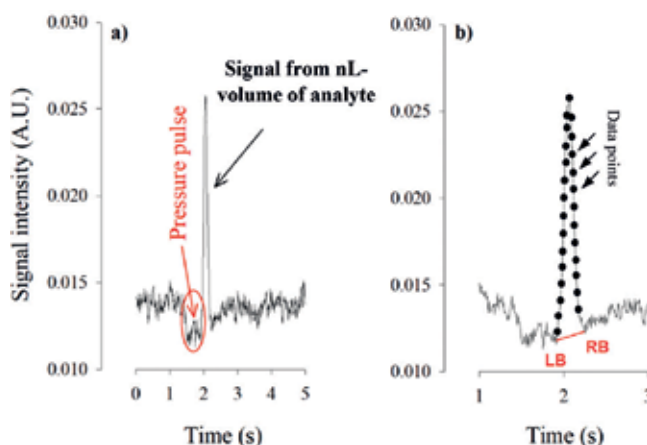 a)
Signal from nL-
volume of analyte
Pressure pulse
Signal intensity (A.U.)
0.030
0.025
0.020
0.015
0.010
0 1 2 3 4 5
Time (s)
b)
Data points
0.030
0.025
0.020
0.015
0.010
LB
RB
1 2 3
Time (s)